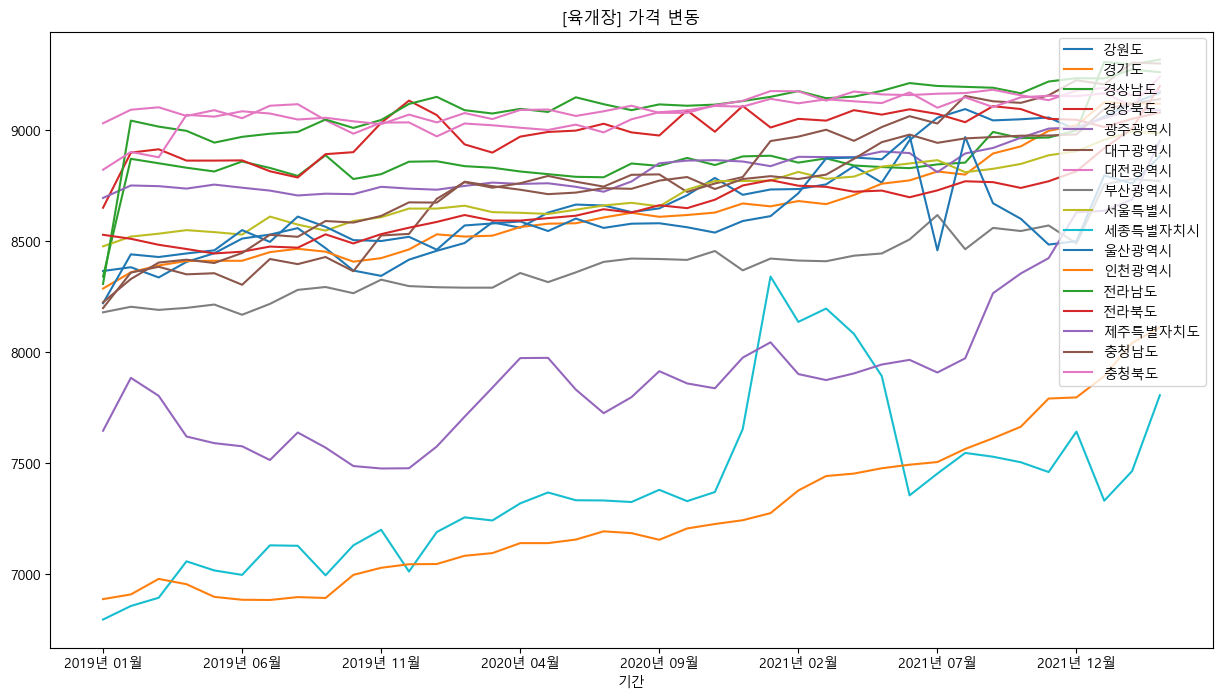 [육개장] 가격 변동
강원도
경기도
경상남도
경상북도
광주광역시
대구광역시
대전광역시
부산광역시
서울특별시
세종특별자치시
울산광역시
인천광역시
전라남도
전라북도
제주특별자치도
충청남도
충청북도
9000
8500
8000
7500
7000
2019년 01월 2019년 06월 2019년 11월 2020년 04월 2020년 09월 2021년 02월 2021년 07월 2021년 12월
기간